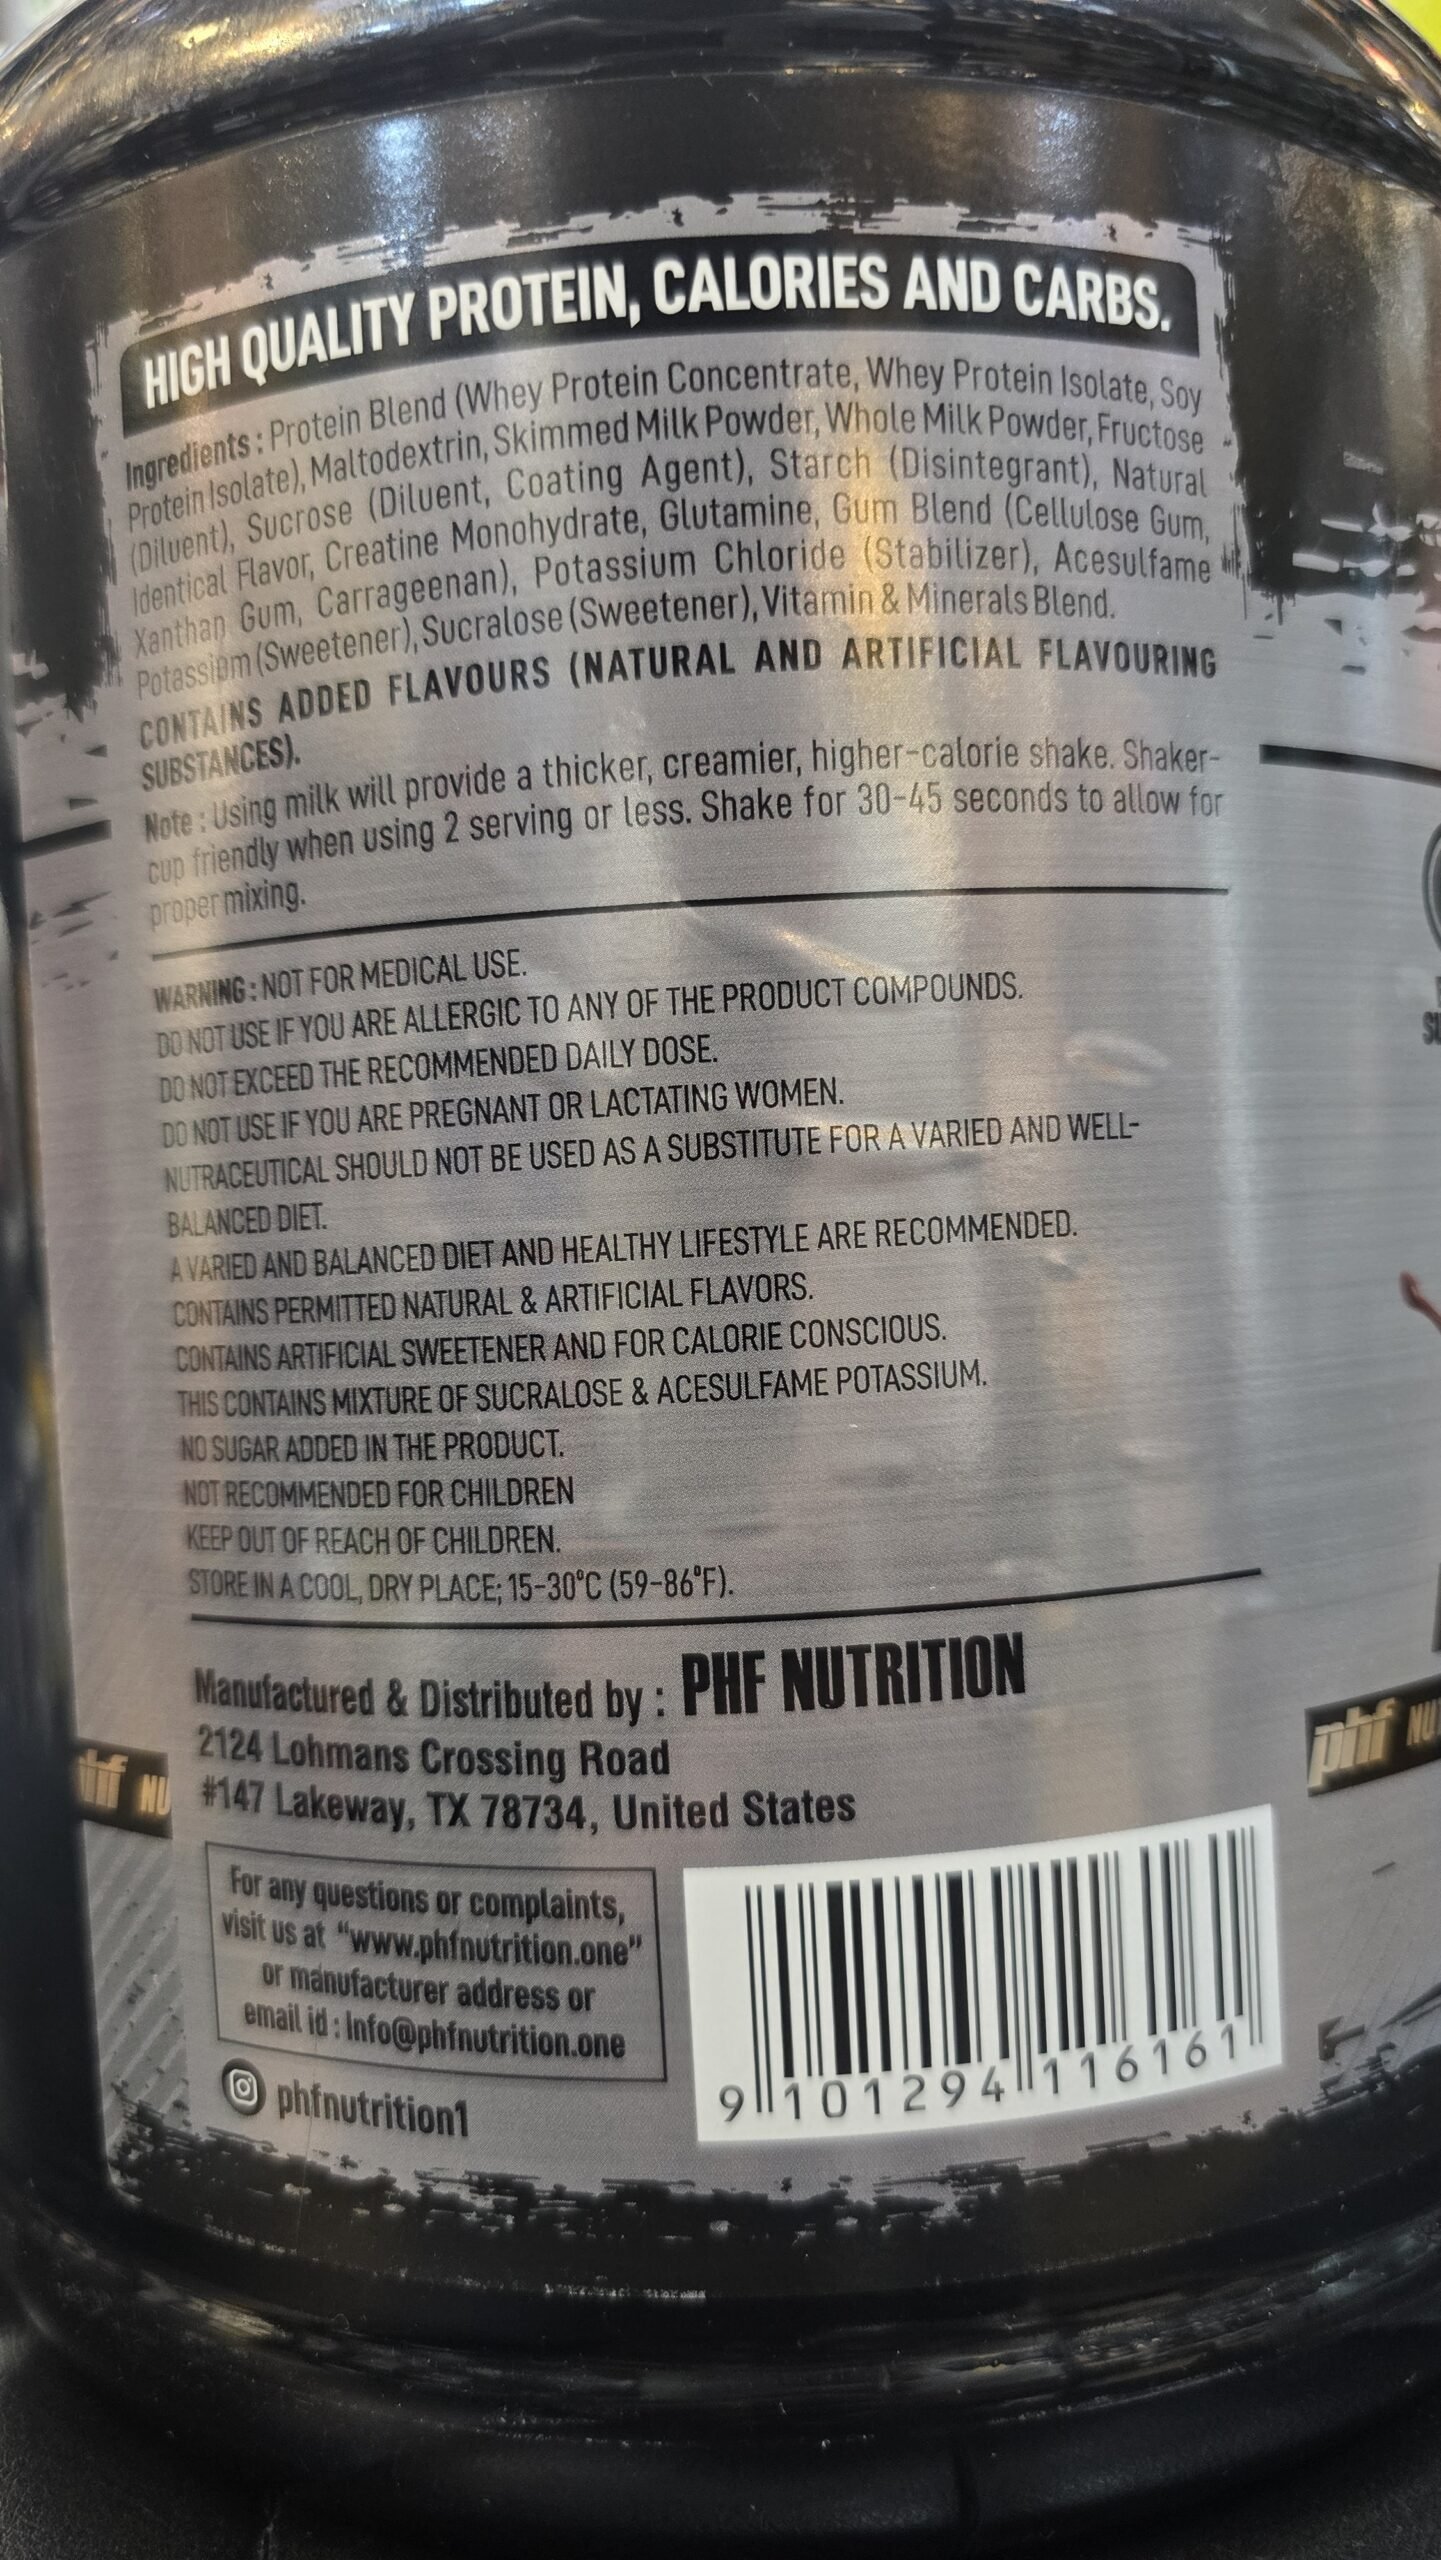 HIGH QUALITY PROTEIN, CALORIES AND CARBS.
Ingredients : Protein Blend (Whey Protein Concentrate, Whey Protein Isolate, Soy
Protein Isolate), Maltodextrin, Skimmed Milk Powder, Whole Milk Powder, Fructose
(Diluent), Sucrose (Diluent, Coating Agent), Starch (Disintegrant), Natural
Identical Flavor, Creatine Monohydrate, Glutamine, Gum Blend (Cellulose Gum,
Xanthan Gum, Carrageenan), Potassium Chloride (Stabilizer), Acesulfame
Potassium (Sweetener), Sucralose (Sweetener), Vitamin & Minerals Blend.
CONTAINS ADDED FLAVOURS (NATURAL AND ARTIFICIAL FLAVOURING
SUBSTANCES).
Note : Using milk will provide a thicker, creamier, higher-calorie shake. Shaker-
cup friendly when using 2 serving or less. Shake for 30-45 seconds to allow for
proper mixing.
WARNING : NOT FOR MEDICAL USE.
DO NOT USE IF YOU ARE ALLERGIC TO ANY OF THE PRODUCT COMPOUNDS.
DO NOT EXCEED THE RECOMMENDED DAILY DOSE.
DO NOT USE IF YOU ARE PREGNANT OR LACTATING WOMEN.
NUTRACEUTICAL SHOULD NOT BE USED AS A SUBSTITUTE FOR A VARIED AND WELL-
BALANCED DIET.
A VARIED AND BALANCED DIET AND HEALTHY LIFESTYLE ARE RECOMMENDED.
CONTAINS PERMITTED NATURAL & ARTIFICIAL FLAVORS.
CONTAINS ARTIFICIAL SWEETENER AND FOR CALORIE CONSCIOUS.
THIS CONTAINS MIXTURE OF SUCRALOSE & ACESULFAME POTASSIUM.
NO SUGAR ADDED IN THE PRODUCT.
NOT RECOMMENDED FOR CHILDREN
KEEP OUT OF REACH OF CHILDREN.
STORE IN A COOL, DRY PLACE; 15-30°C (59-86°F).
Manufactured & Distributed by : PHF NUTRITION
2124 Lohmans Crossing Road
#147 Lakeway, TX 78734, United States
For any questions or complaints,
visit us at "www.phfnutrition.one"
or manufacturer address or
email id : Info@phfnutrition.one
phfnutrition1
9 101294 116161
phf NU